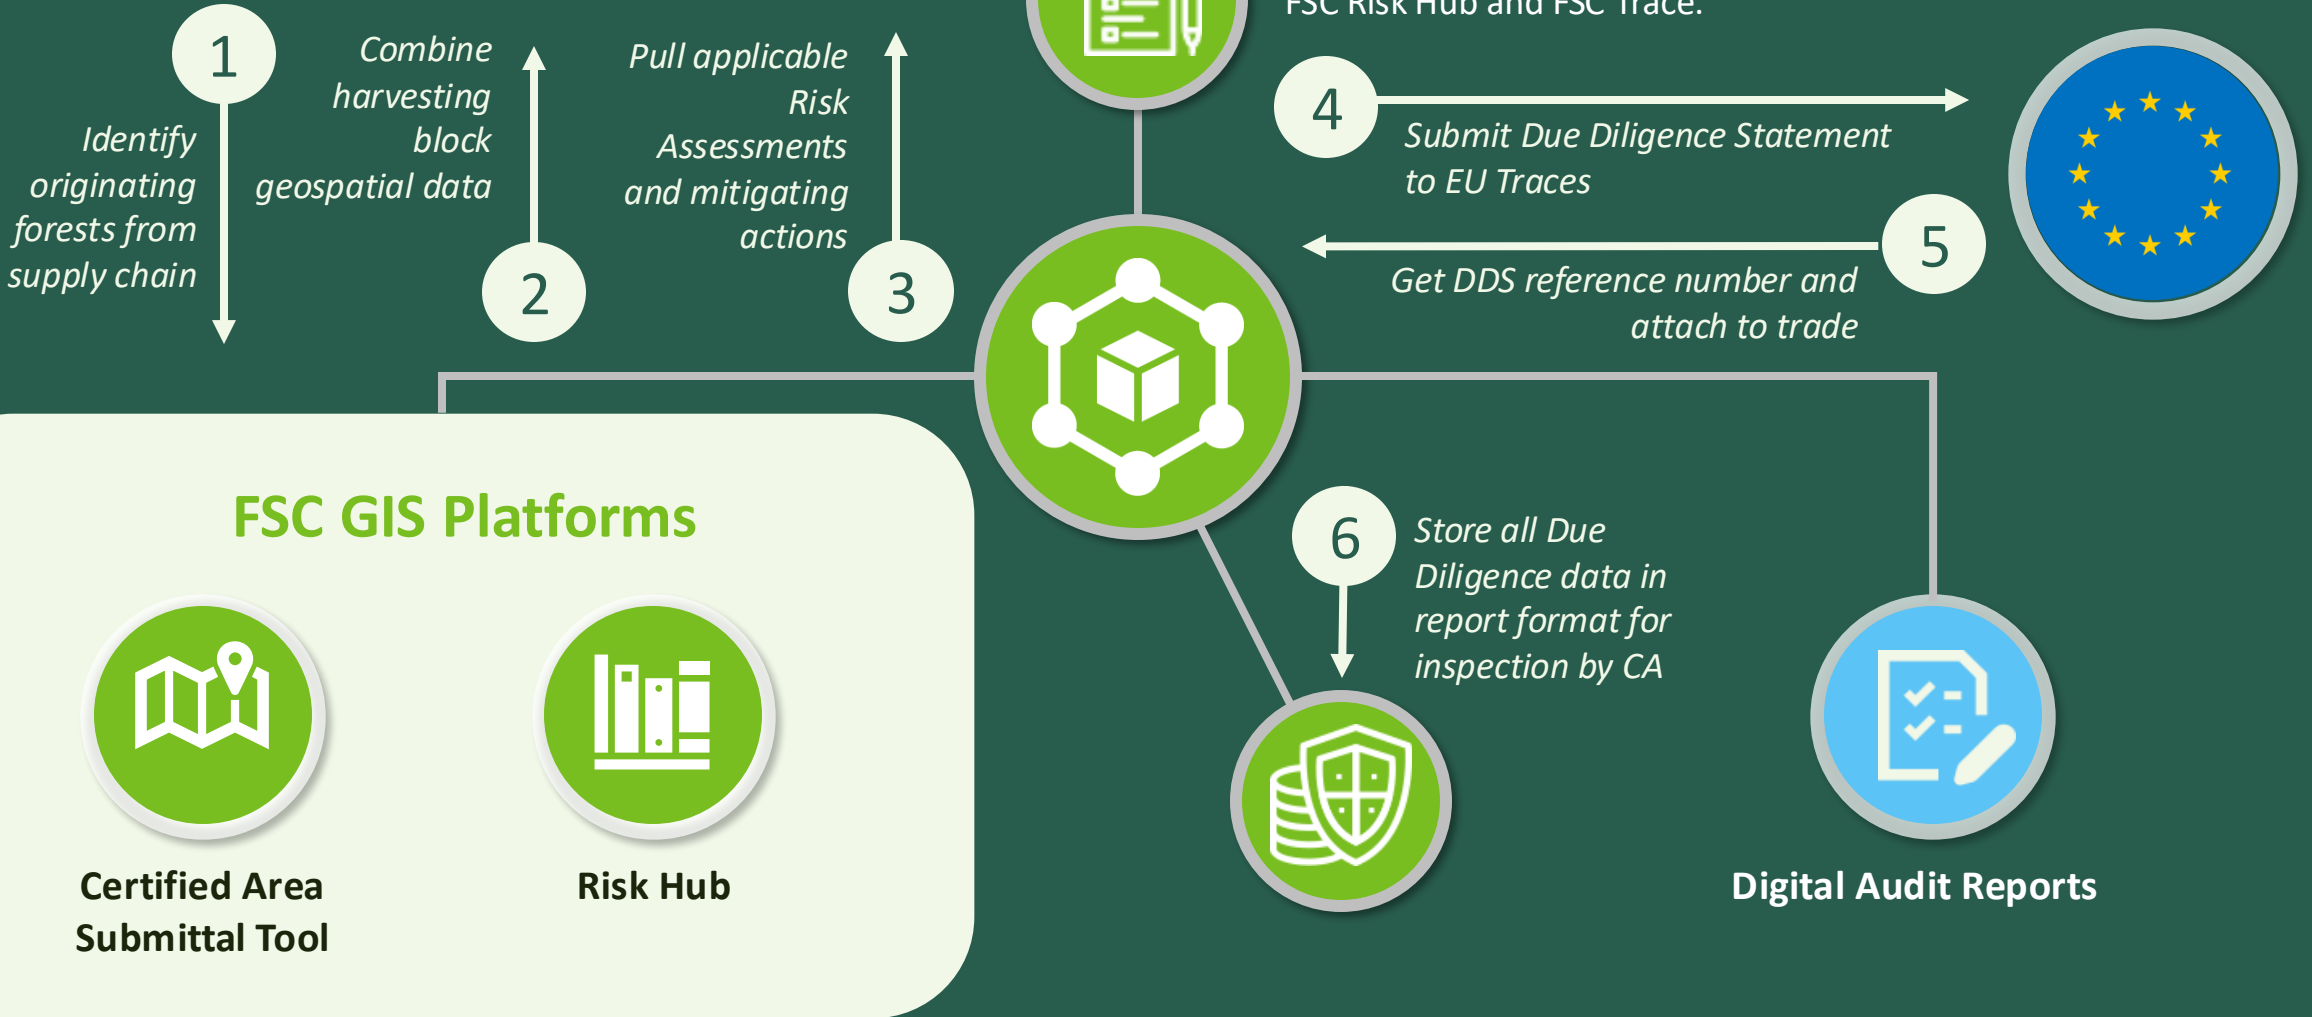 FSC Risk Hub and FSC Trace.
1
Identify
originating
forests from
supply chain
Combine
harvesting
block
geospatial data
2
Pull applicable
Risk
Assessments
and mitigating
actions
3
4
Submit Due Diligence Statement
to EU Traces
5
Get DDS reference number and
attach to trade
FSC GIS Platforms
Certified Area
Submittal Tool
Risk Hub
6
Store all Due
Diligence data in
report format for
inspection by CA
Digital Audit Reports